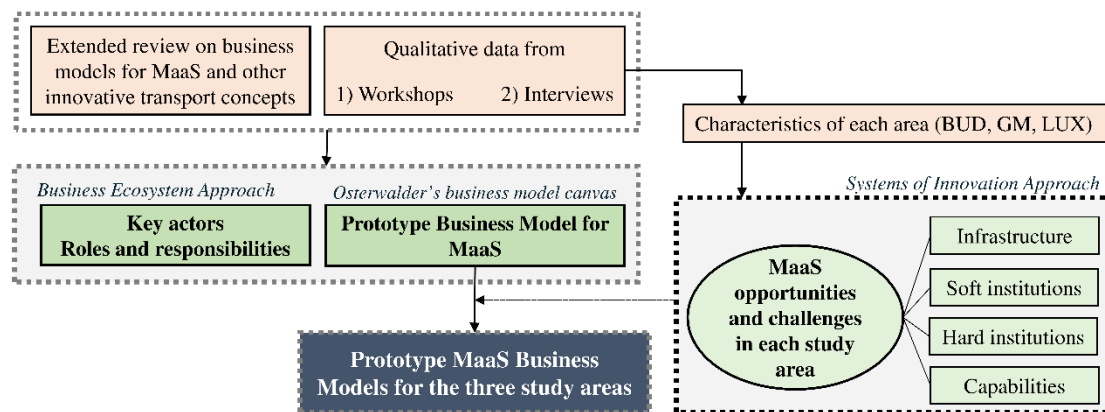 Extended review on business
models for MaaS and other
innovative transport concepts
Qualitative data from
1) Workshops 2) Interviews
Characteristics of each area (BUD, GM, LUX)
Business Ecosystem Approach
Key actors
Roles and responsibilities
Osterwalder's business model canvas
Prototype Business Model for
MaaS
Systems of Innovation Approach
MaaS
opportunities
and challenges
in each study
area
Infrastructure
Soft institutions
Hard institutions
Capabilities
Prototype MaaS Business
Models for the three study areas